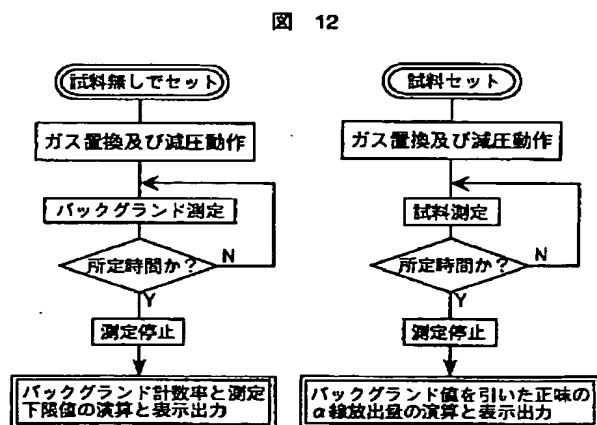 図 12
試料無しでセット
ガス置換及び減圧動作
バックグランド測定
所定時間か？
N
Y
測定停止
バックグランド計数率と測定
下限値の演算と表示出力
試料セット
ガス置換及び減圧動作
試料測定
所定時間か？
N
Y
測定停止
バックグランド値を引いた正味の
α線放出量の演算と表示出力